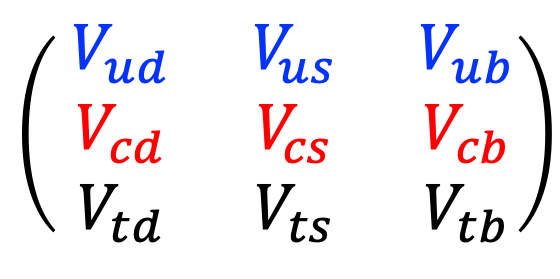 V_ud V_us V_ub
V_cd V_cs V_cb
V_td V_ts V_tb